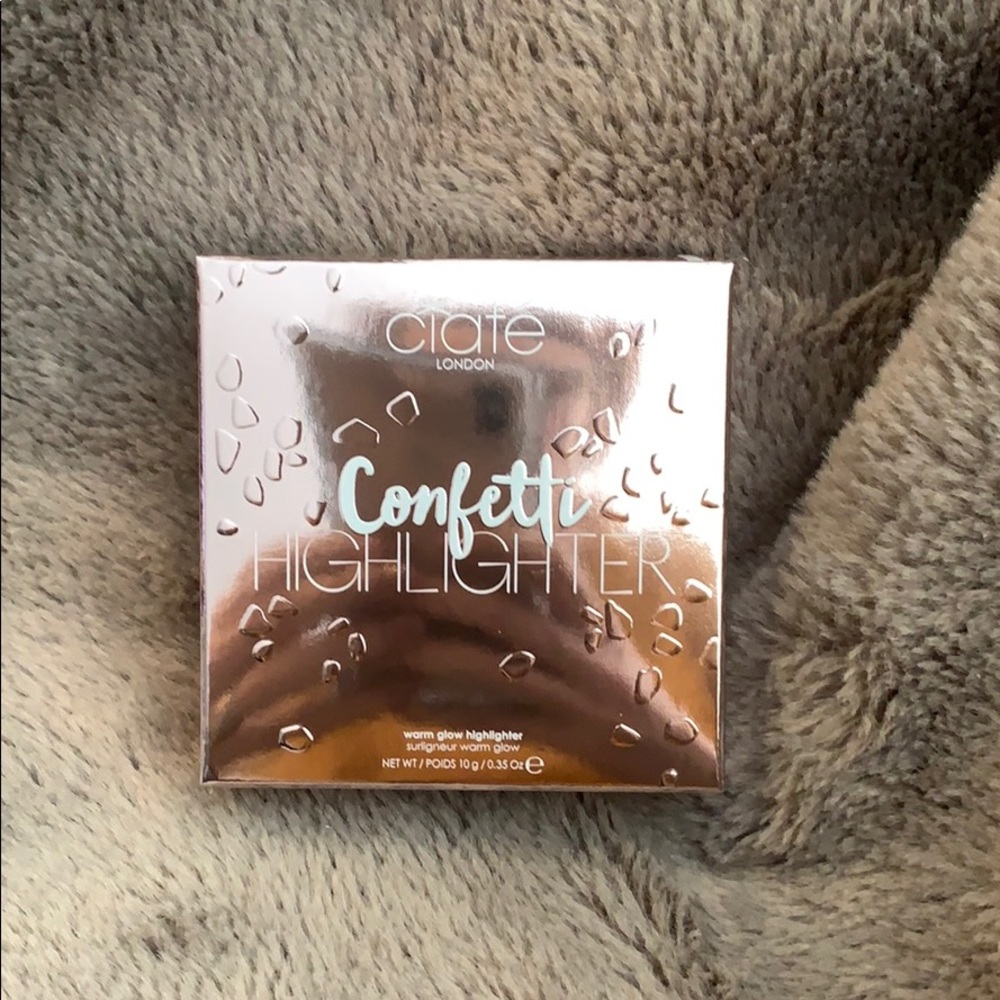 ciaté
LONDON
Confetti
HIGHLIGHTER
warm glow highlighter
surligneur warm glow
NET WT / POIDS 10 g / 0.35 Oz e